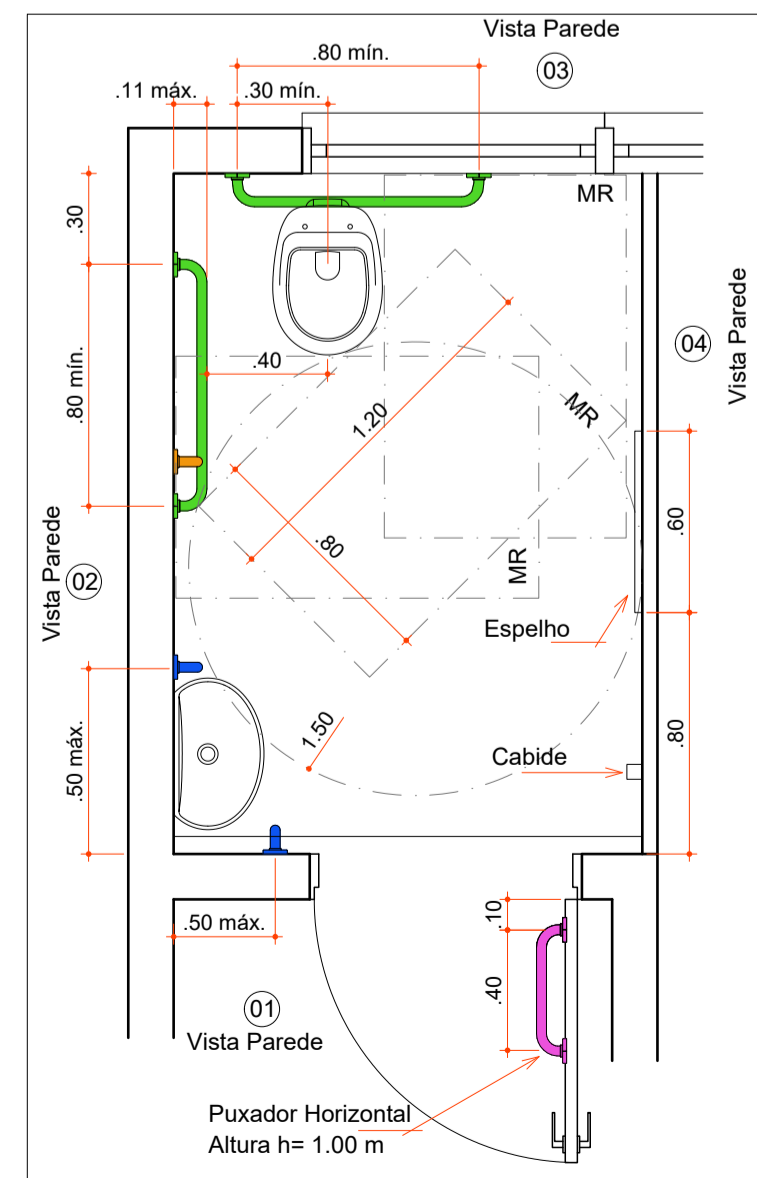 Vista Parede
03
.80 mín.
.11 máx.
.30 mín.
MR
.30
04
Vista Parede
.40
.80 mín.
1.20
MR
.80
MR
.60
Vista Parede
02
Espelho
1.50
Cabide
.80
.50 máx.
.50 máx.
.10
.40
01
Vista Parede
Puxador Horizontal
Altura h= 1.00 m